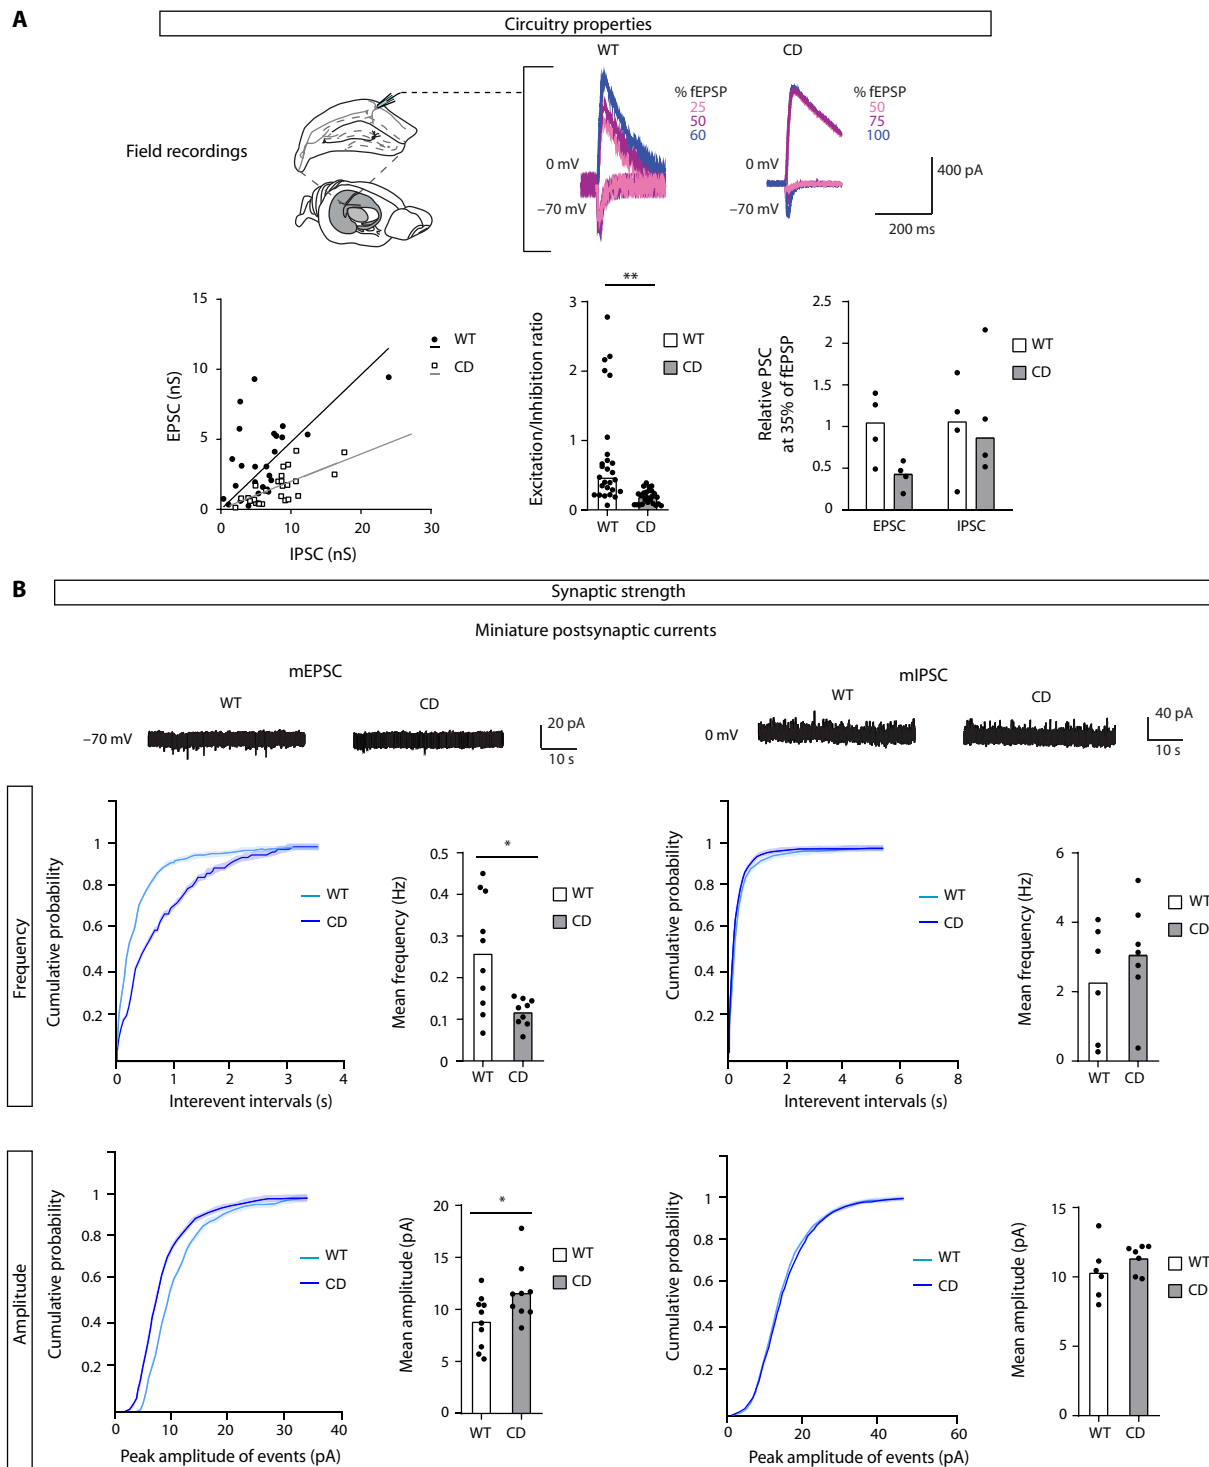 A
Circuitry properties
WT
CD
% fEPSP
25
50
60
% fEPSP
50
75
100
Field recordings
0 mV
–70 mV
0 mV
–70 mV
400 pA
200 ms
15
10
5
0
0
10
20
30
EPSC (nS)
IPSC (nS)
WT
CD
**
3
2
1
0
Excitation/Inhibition ratio
WT
CD
WT
CD
2.5
2
1.5
1
0.5
0
Relative PSC
at 35% of fEPSP
EPSC
IPSC
WT
CD
B
Synaptic strength
Miniature postsynaptic currents
mEPSC
WT
CD
–70 mV
20 pA
10 s
mIPSC
WT
CD
0 mV
40 pA
10 s
Frequency
Cumulative probability
1
0.8
0.6
0.4
0.2
0
1
2
3
4
Interevent intervals (s)
WT
CD
*
Mean frequency (Hz)
0.5
0.4
0.3
0.2
0.1
0
WT
CD
WT
CD
Cumulative probability
1
0.8
0.6
0.4
0.2
0
2
4
6
8
Interevent intervals (s)
WT
CD
Mean frequency (Hz)
6
4
2
0
WT
CD
WT
CD
Amplitude
Cumulative probability
1
0.8
0.6
0.4
0.2
0
10
20
30
40
Peak amplitude of events (pA)
WT
CD
*
Mean amplitude (pA)
20
15
10
5
0
WT
CD
WT
CD
Cumulative probability
1
0.8
0.6
0.4
0.2
0
20
40
60
Peak amplitude of events (pA)
WT
CD
Mean amplitude (pA)
15
10
5
0
WT
CD
WT
CD